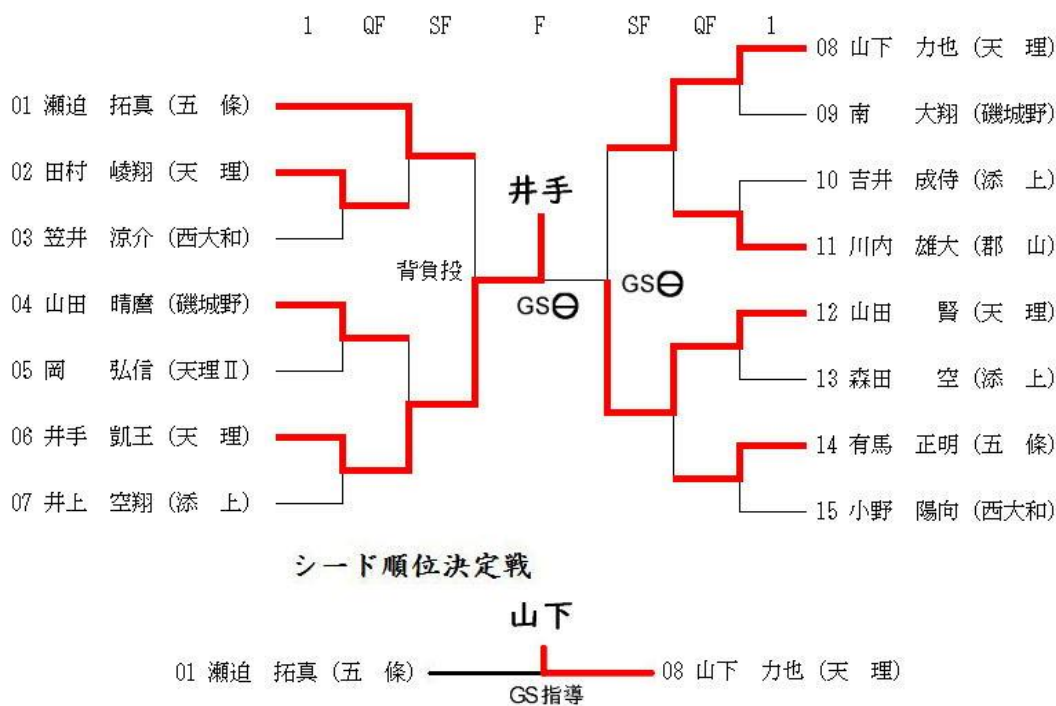 1 QF SF F SF QF 1
01 瀬迫 拓真 (五 條)
02 田村 崚翔 (天 理)
03 笠井 涼介 (西大和)
04 山田 晴麿 (磯城野)
05 岡 弘信 (天理Ⅱ)
06 井手 凱王 (天 理)
07 井上 空翔 (添 上)
背負投
井手
GS⊖
GS⊖
08 山下 力也 (天 理)
09 南 大翔 (磯城野)
10 吉井 成侍 (添 上)
11 川内 雄大 (郡 山)
12 山田 賢 (天 理)
13 森田 空 (添 上)
14 有馬 正明 (五 條)
15 小野 陽向 (西大和)
シード順位決定戦
山下
01 瀬迫 拓真 (五 條) 08 山下 力也 (天 理)
GS指導